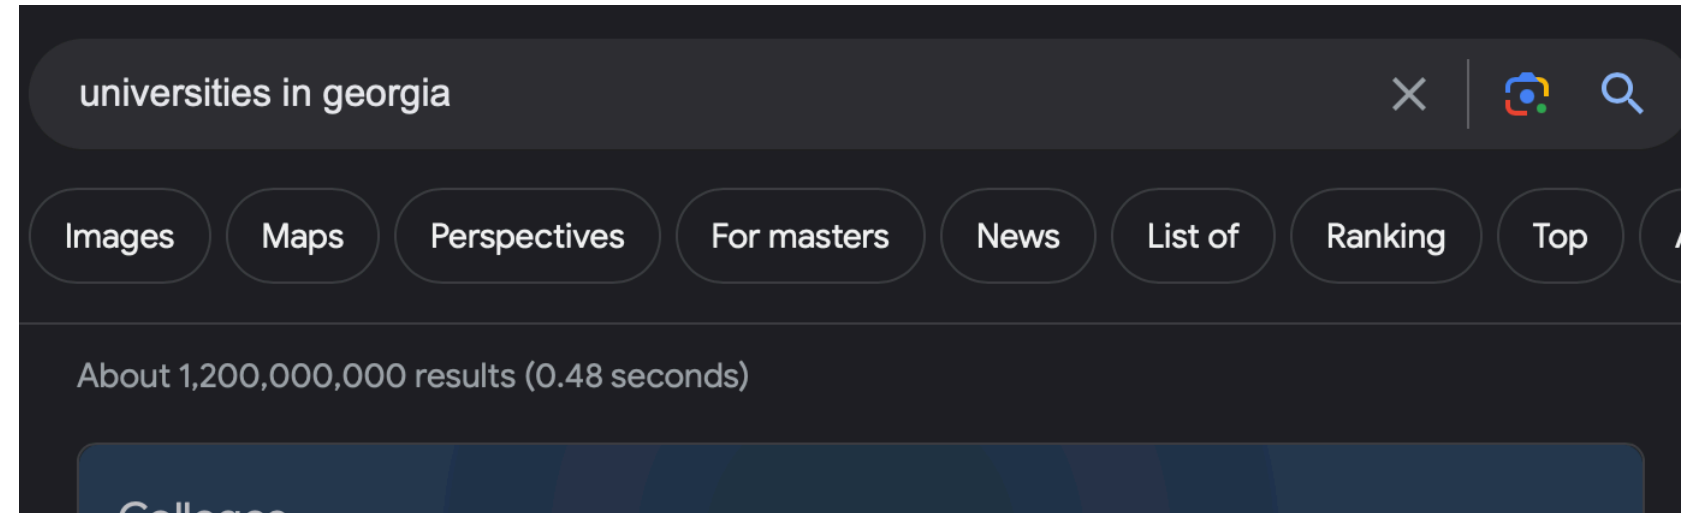 universities in georgia
Images Maps Perspectives For masters News List of Ranking Top
About 1,200,000,000 results (0.48 seconds)
Colleges